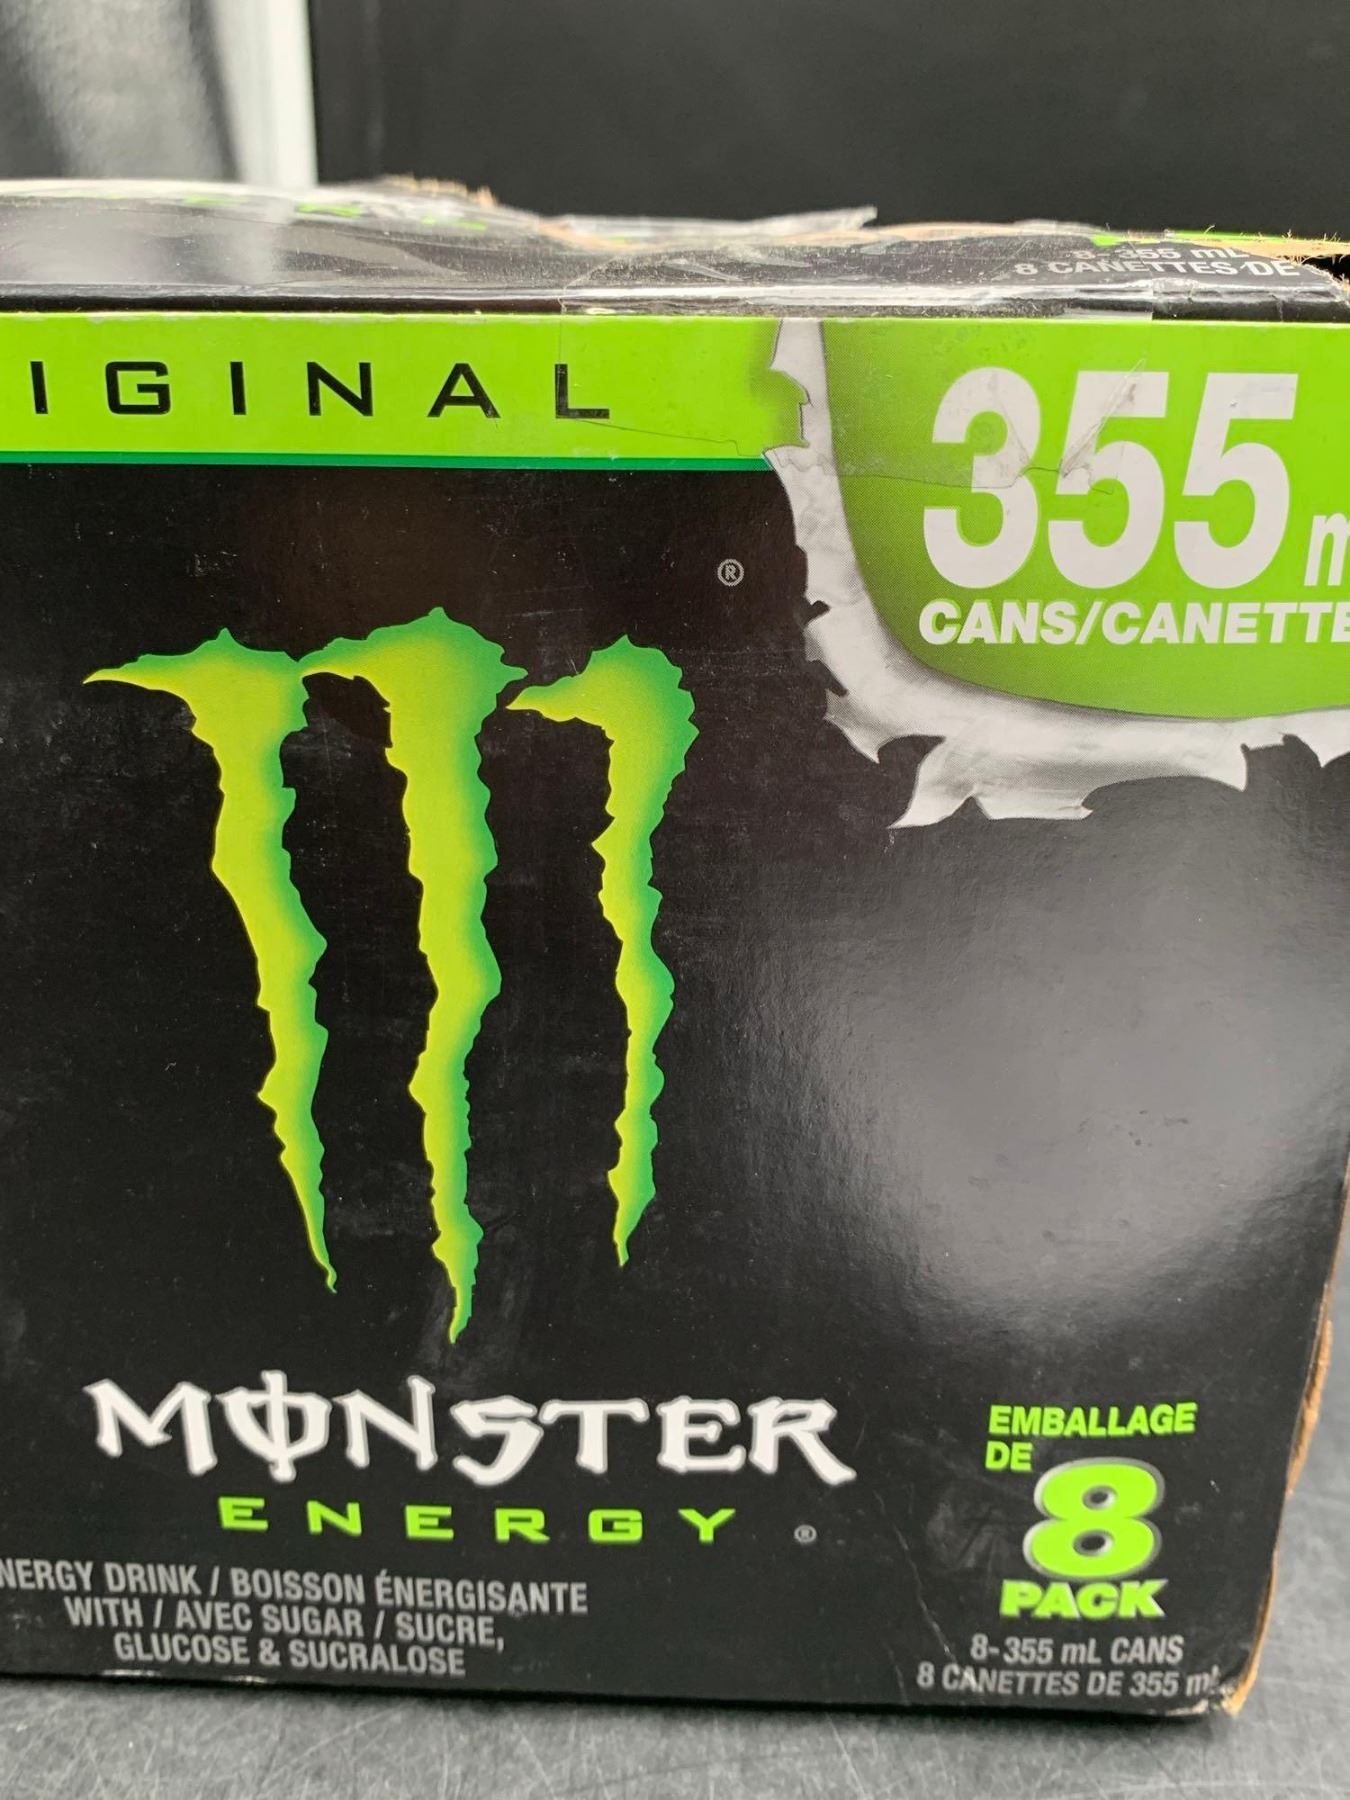 8-355 mL
8 CANETTES DE
IGINAL
355 m
CANS/CANETTE
®
MONSTER
ENERGY ®
NERGY DRINK / BOISSON ÉNERGISANTE
WITH / AVEC SUGAR / SUCRE,
GLUCOSE & SUCRALOSE
EMBALLAGE
DE
8
PACK
8-355 mL CANS
8 CANETTES DE 355 mL